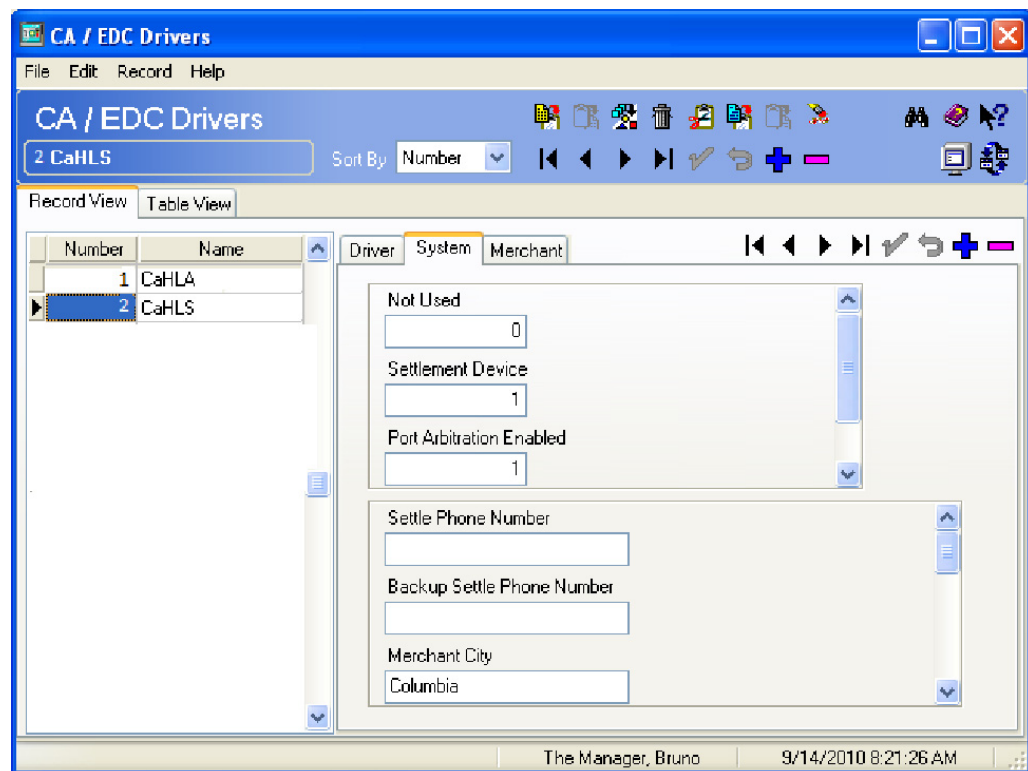 CA / EDC Drivers
File Edit Record Help
CA / EDC Drivers
2 CaHLS
Sort By Number
Record View Table View
Number Name
1 CaHLA
2 CaHLS
Driver System Merchant
Not Used
0
Settlement Device
1
Port Arbitration Enabled
1
Settle Phone Number
Backup Settle Phone Number
Merchant City
Columbia
The Manager, Bruno 9/14/2010 8:21:26 AM